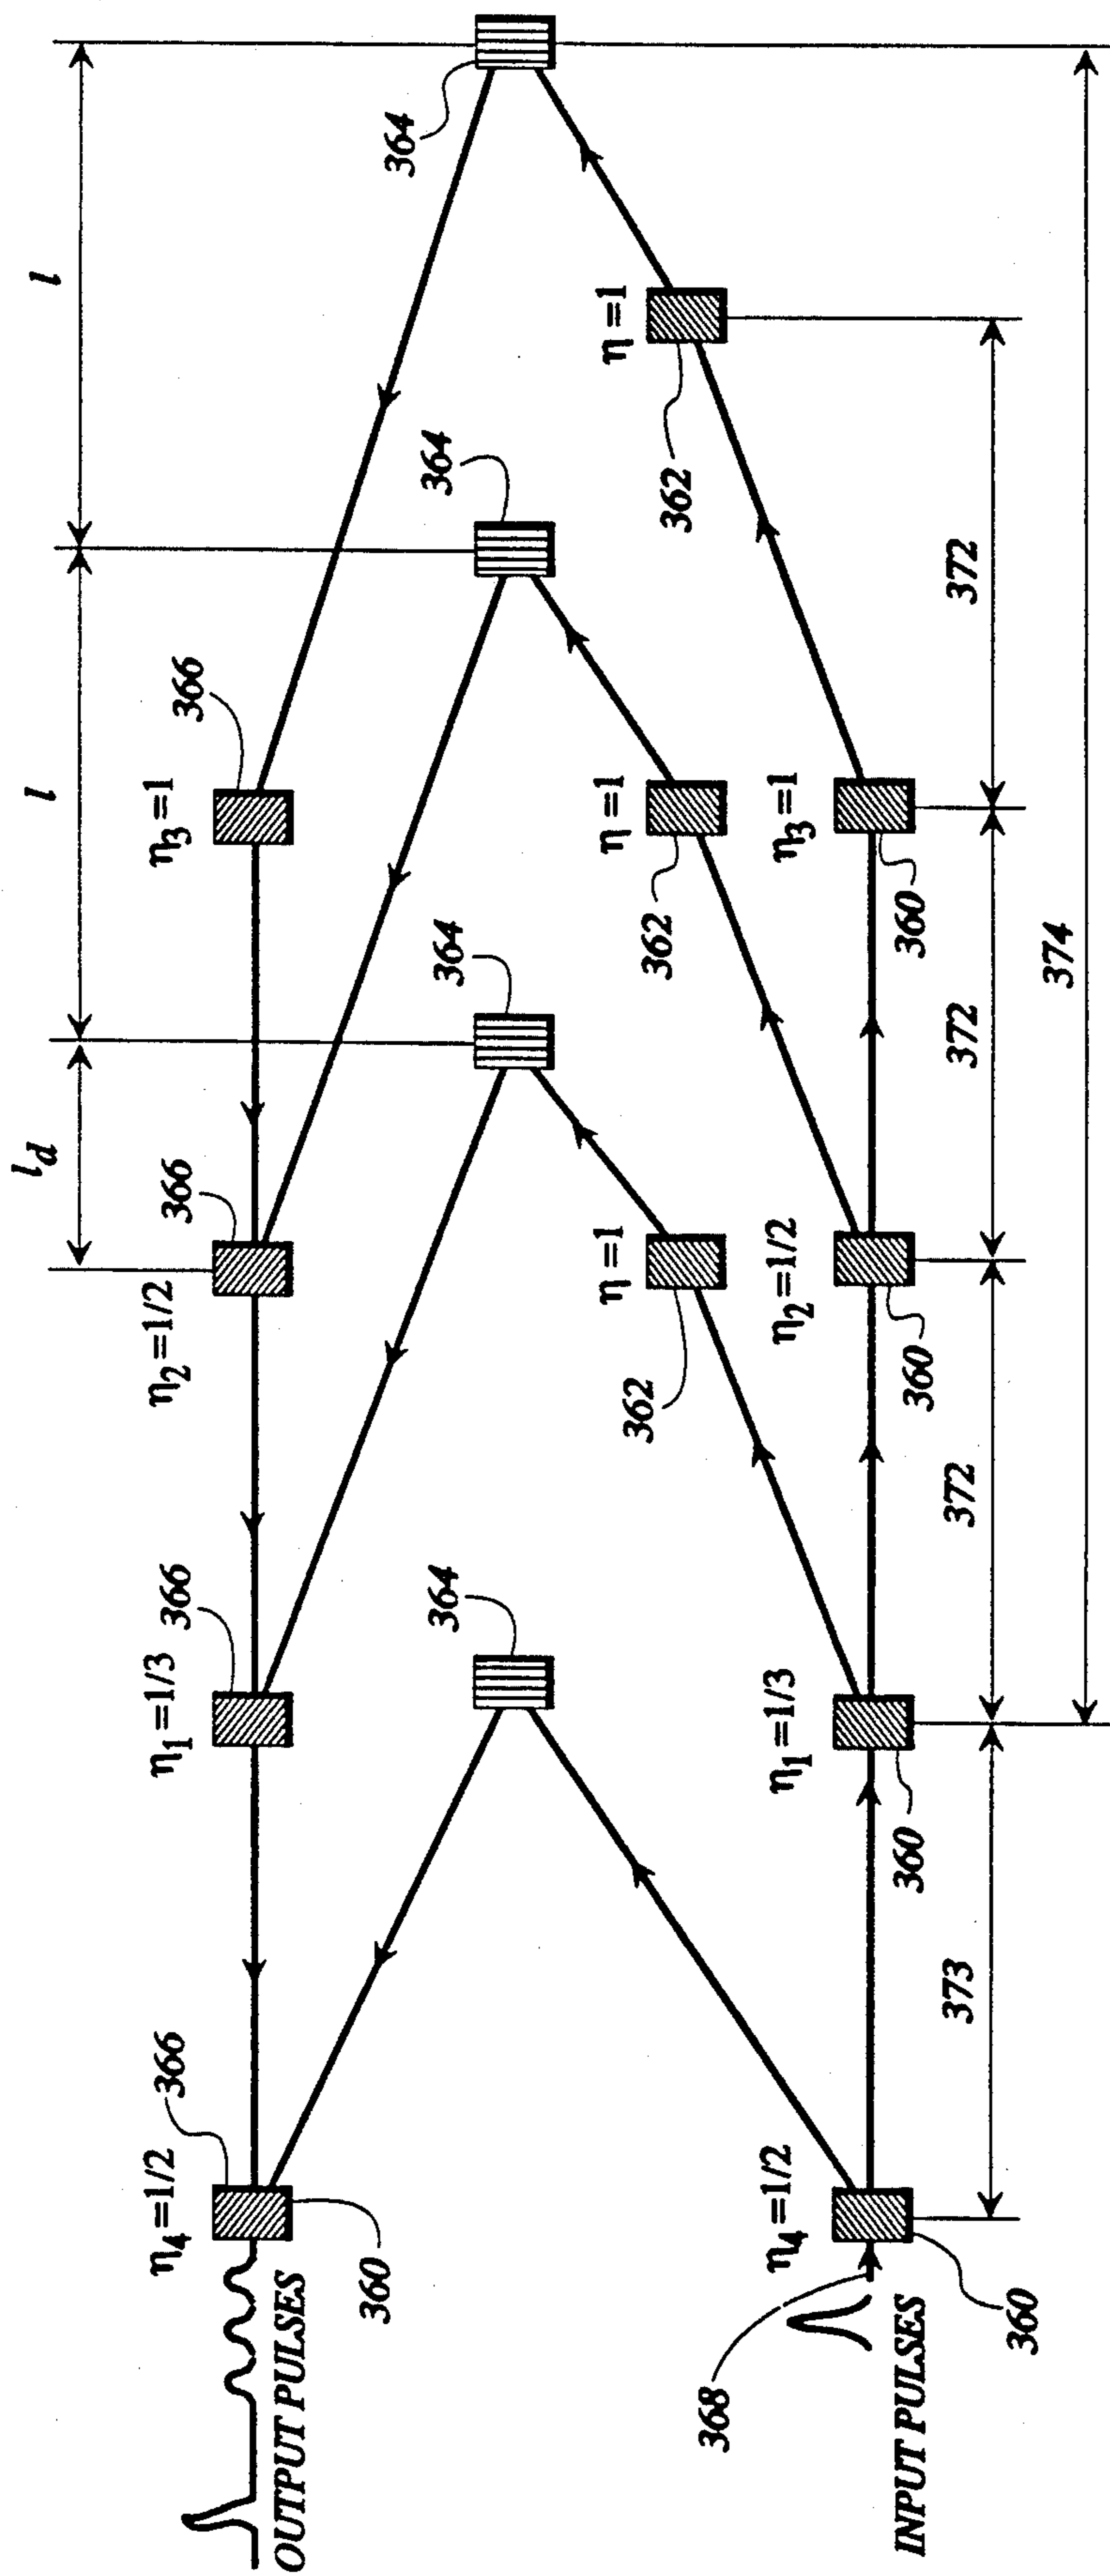 l_d
l
l
η4 =1/2
366
η1 =1/3
366
η2 =1/2
366
η3 =1
366
OUTPUT PULSES
360
364
364
364
364
η =1
362
η =1
362
η =1
362
368
INPUT PULSES
η4 =1/2
360
η1 =1/3
360
η2 =1/2
360
η3 =1
360
373
372
372
372
374